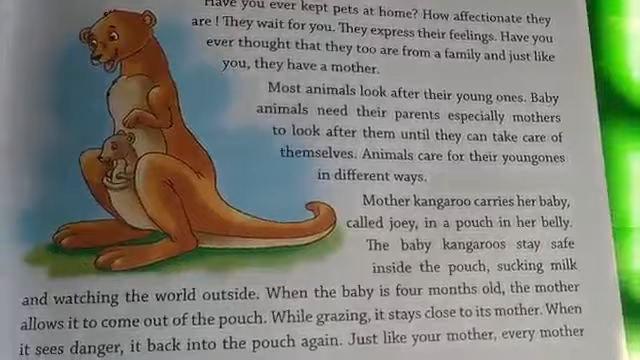 Have you ever kept pets at home? How affectionate they
are ! They wait for you. They express their feelings. Have you
ever thought that they too are from a family and just like
you, they have a mother.
Most animals look after their young ones. Baby
animals need their parents especially mothers
to look after them until they can take care of
themselves. Animals care for their youngones
in different ways.
Mother kangaroo carries her baby,
called joey, in a pouch in her belly.
The baby kangaroos stay safe
inside the pouch, sucking milk
and watching the world outside. When the baby is four months old, the mother
allows it to come out of the pouch. While grazing, it stays close to its mother. When
it sees danger, it back into the pouch again. Just like your mother, every mother